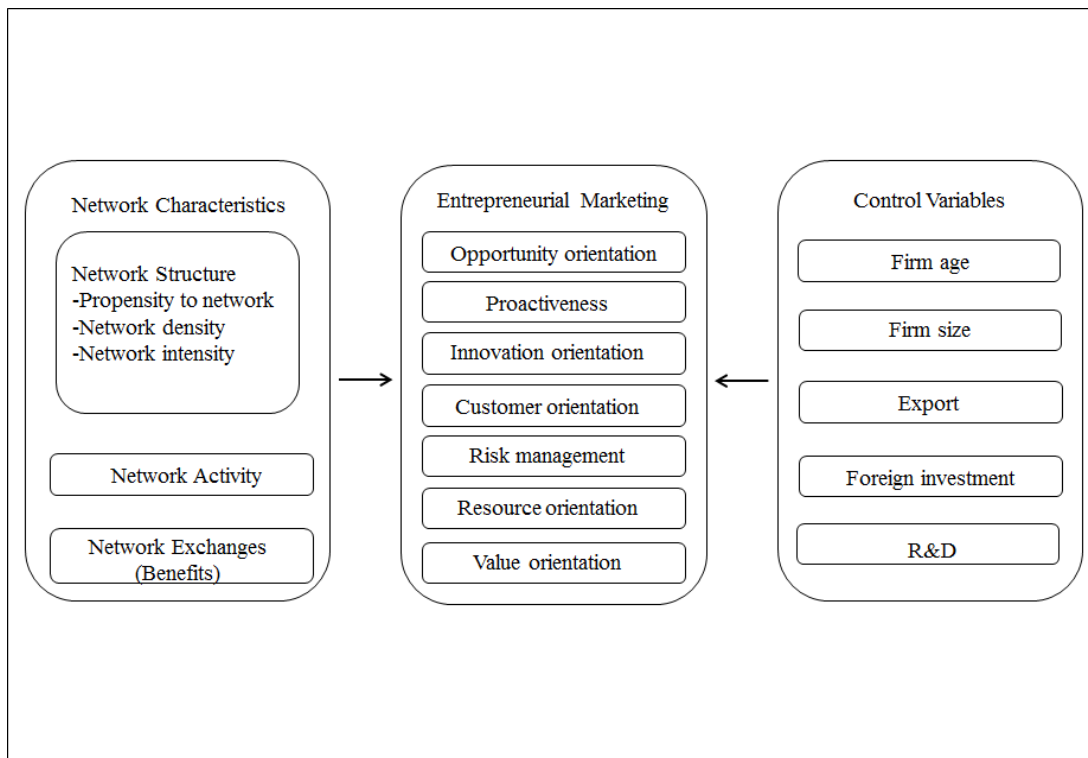 Network Characteristics
Network Structure
-Propensity to network
-Network density
-Network intensity
Network Activity
Network Exchanges
(Benefits)
Entrepreneurial Marketing
Opportunity orientation
Proactiveness
Innovation orientation
Customer orientation
Risk management
Resource orientation
Value orientation
Control Variables
Firm age
Firm size
Export
Foreign investment
R&D